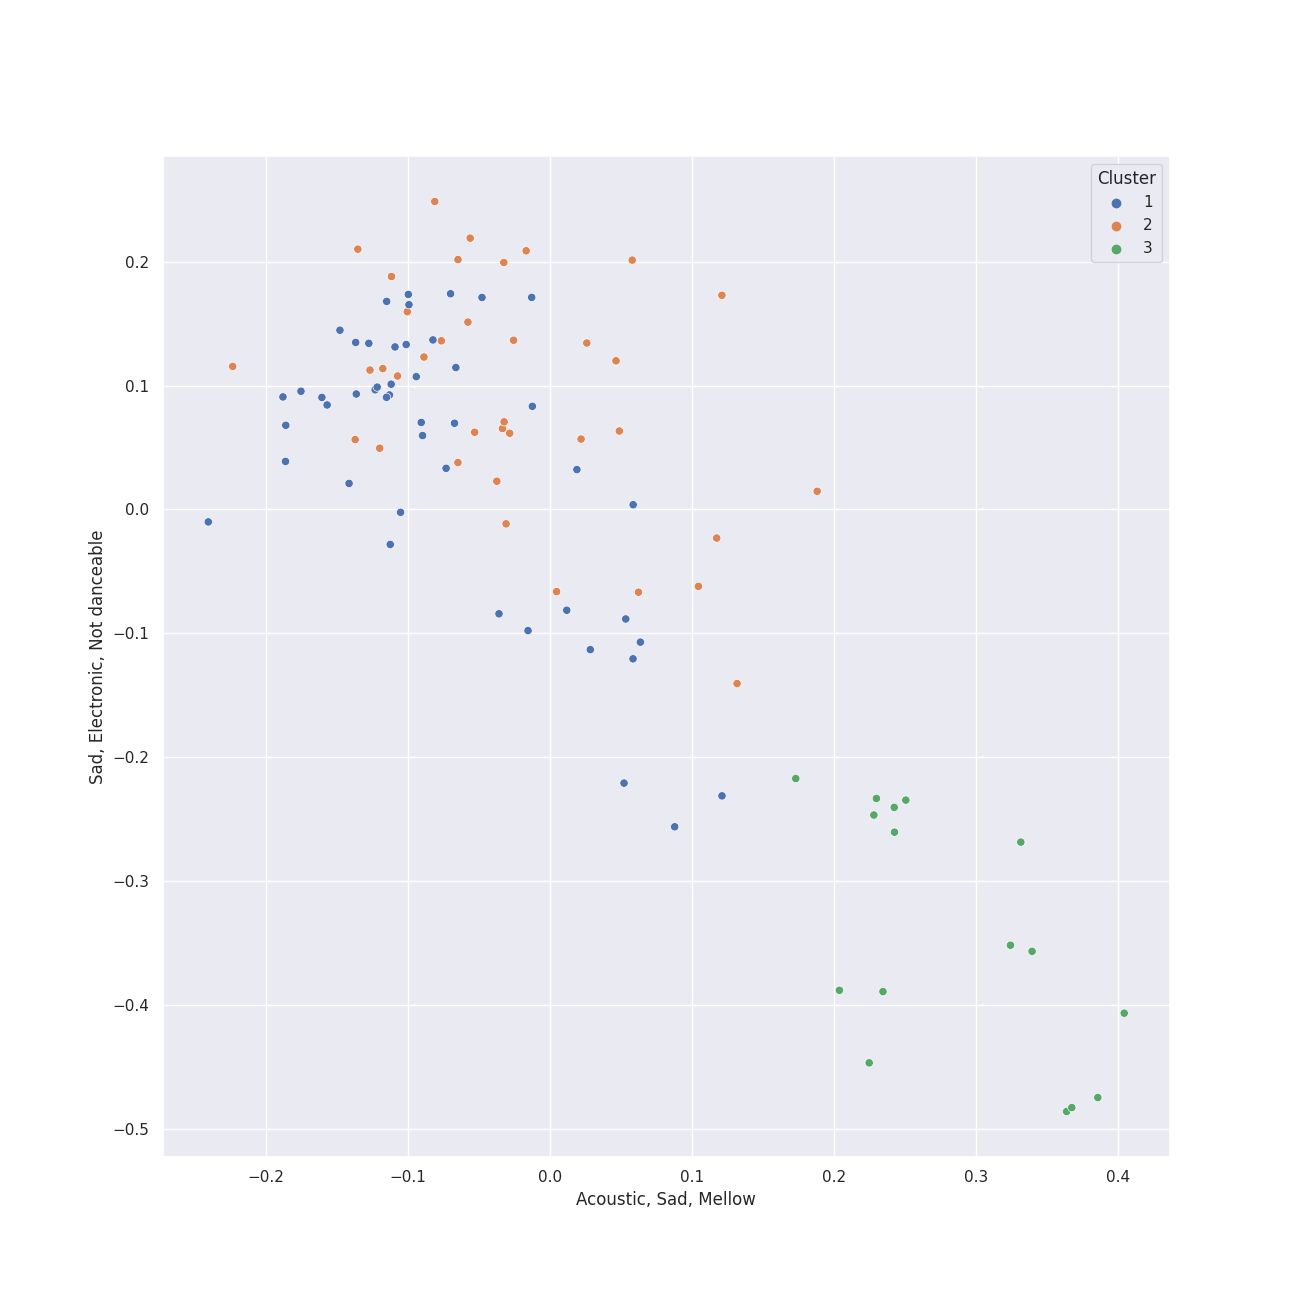 Cluster
1
2
3
0.2
0.1
0.0
−0.1
−0.2
−0.3
−0.4
−0.5
Sad, Electronic, Not danceable
−0.2 −0.1 0.0 0.1 0.2 0.3 0.4
Acoustic, Sad, Mellow